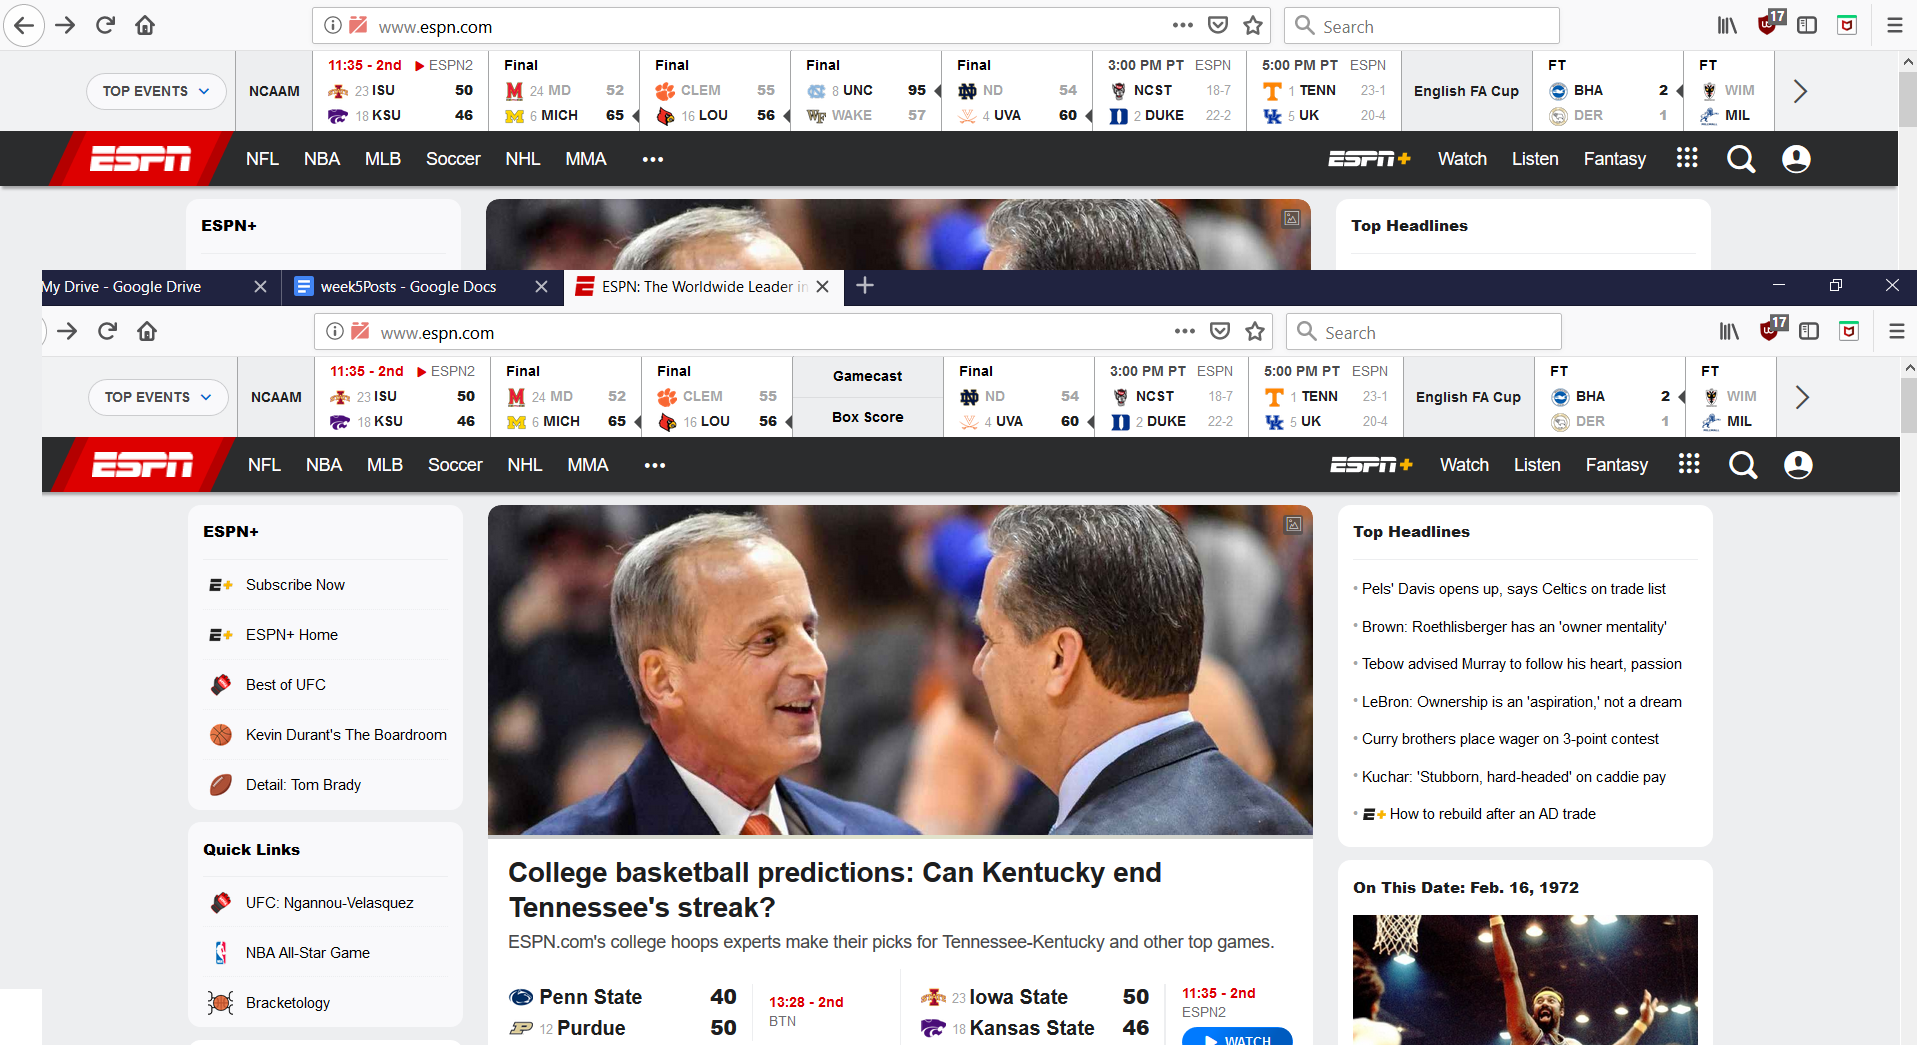 www.espn.com
Search
17
TOP EVENTS
NCAAM
11:35 - 2nd ESPN2
23 ISU 50
18 KSU 46
Final
24 MD 52
6 MICH 65
Final
CLEM 55
16 LOU 56
Final
8 UNC 95
WAKE 57
Final
ND 54
4 UVA 60
3:00 PM PT ESPN
NCST 18-7
2 DUKE 22-2
5:00 PM PT ESPN
1 TENN 23-1
5 UK 20-4
English FA Cup
FT
BHA 2
DER 1
FT
WIM
MIL
ESPN NFL NBA MLB Soccer NHL MMA ••• ESPN+ Watch Listen Fantasy
ESPN+
Top Headlines
My Drive - Google Drive
week5Posts - Google Docs
ESPN: The Worldwide Leader in
www.espn.com
Search
17
TOP EVENTS
NCAAM
11:35 - 2nd ESPN2
23 ISU 50
18 KSU 46
Final
24 MD 52
6 MICH 65
Final
CLEM 55
16 LOU 56
Gamecast
Box Score
Final
ND 54
4 UVA 60
3:00 PM PT ESPN
NCST 18-7
2 DUKE 22-2
5:00 PM PT ESPN
1 TENN 23-1
5 UK 20-4
English FA Cup
FT
BHA 2
DER 1
FT
WIM
MIL
ESPN NFL NBA MLB Soccer NHL MMA ••• ESPN+ Watch Listen Fantasy
ESPN+
E+ Subscribe Now
E+ ESPN+ Home
Best of UFC
Kevin Durant's The Boardroom
Detail: Tom Brady
Quick Links
UFC: Ngannou-Velasquez
NBA All-Star Game
Bracketology
College basketball predictions: Can Kentucky end
Tennessee's streak?
ESPN.com's college hoops experts make their picks for Tennessee-Kentucky and other top games.
Penn State 40
12 Purdue 50
13:28 - 2nd
BTN
23 Iowa State 50
18 Kansas State 46
11:35 - 2nd
ESPN2
WATCH
Top Headlines
• Pels' Davis opens up, says Celtics on trade list
• Brown: Roethlisberger has an 'owner mentality'
• Tebow advised Murray to follow his heart, passion
• LeBron: Ownership is an 'aspiration,' not a dream
• Curry brothers place wager on 3-point contest
• Kuchar: 'Stubborn, hard-headed' on caddie pay
• E+ How to rebuild after an AD trade
On This Date: Feb. 16, 1972